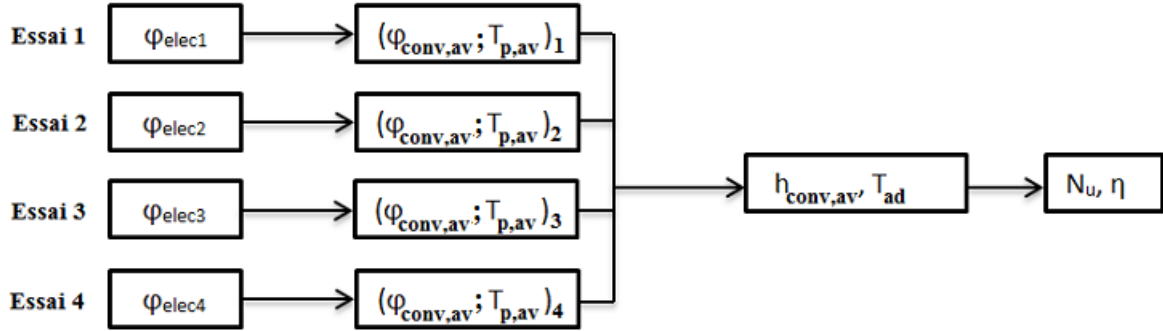 Essai 1 φelec1 (φconv,av ; Tp,av )1
Essai 2 φelec2 (φconv,av ; Tp,av )2
hconv,av, Tad Nu, η
Essai 3 φelec3 (φconv,av ; Tp,av )3
Essai 4 φelec4 (φconv,av ; Tp,av )4